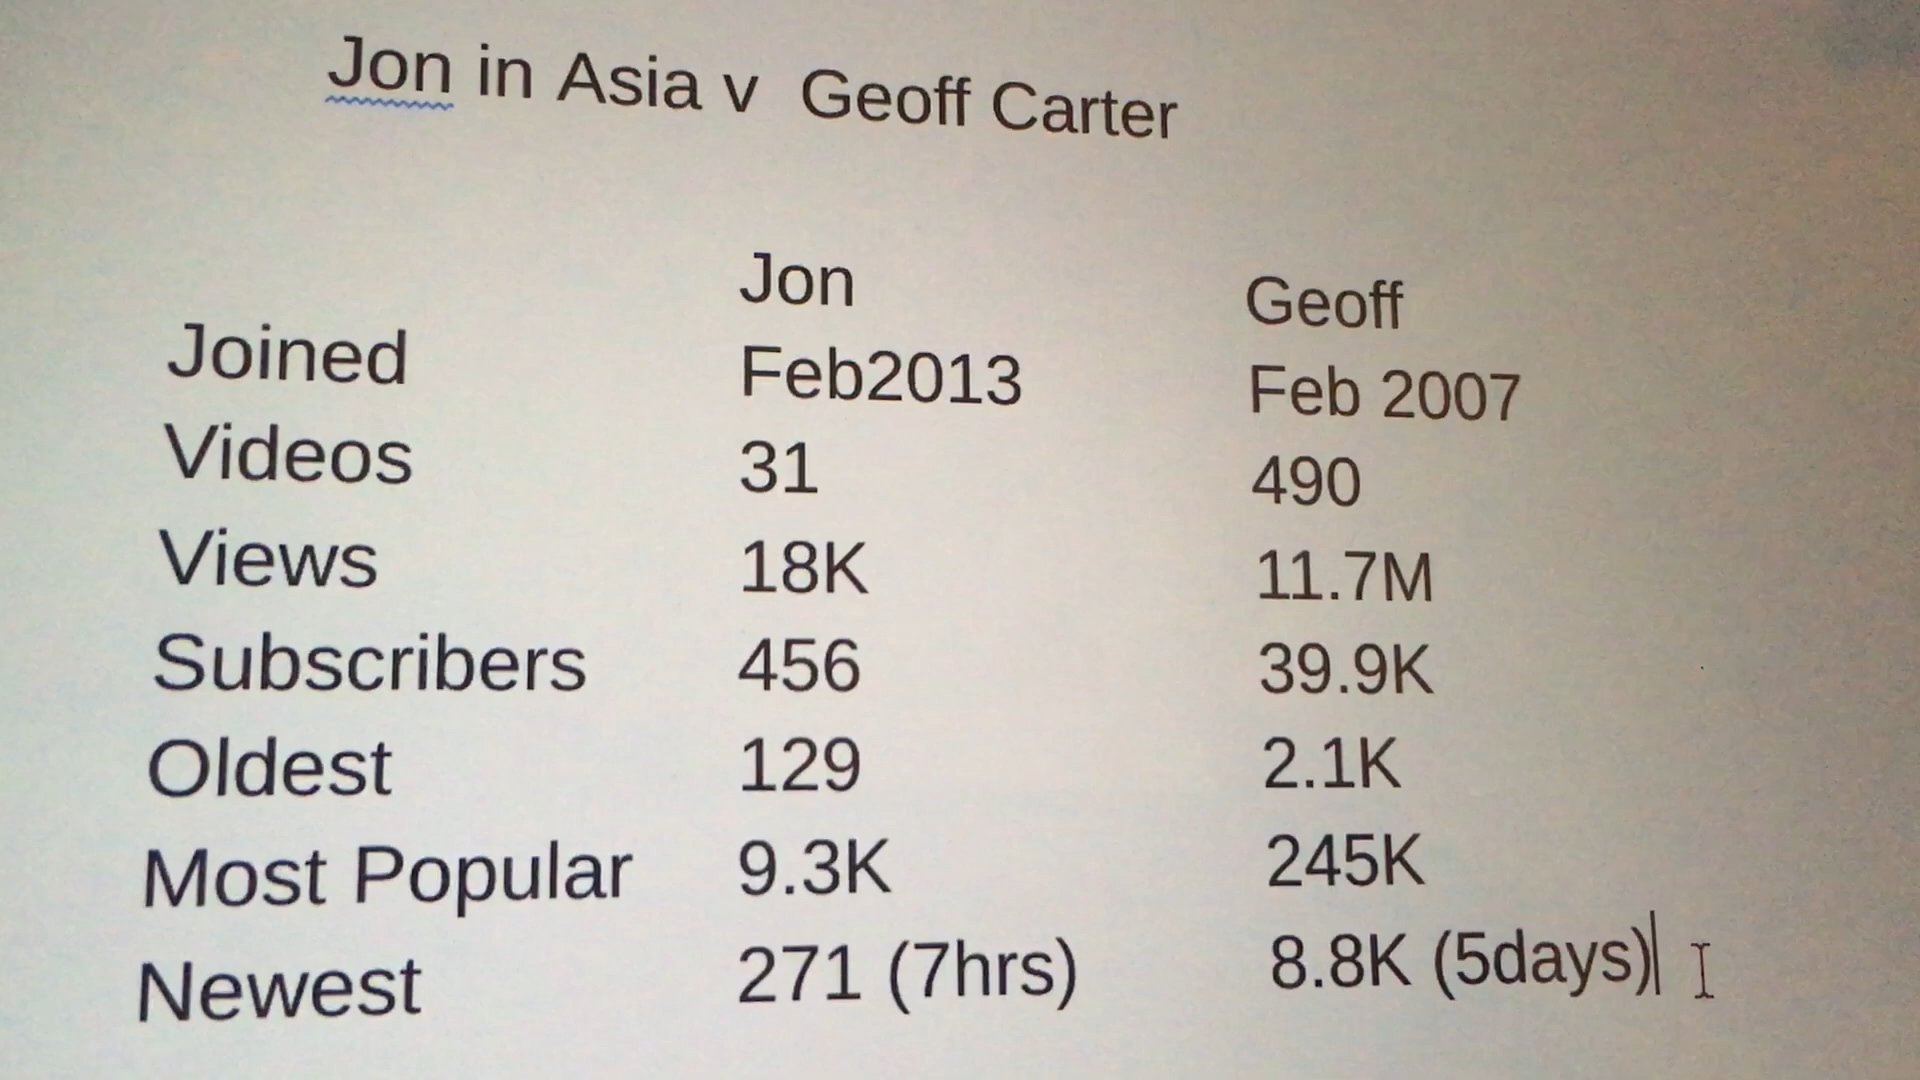 Jon in Asia v Geoff Carter
Jon Geoff
Joined Feb2013 Feb 2007
Videos 31 490
Views 18K 11.7M
Subscribers 456 39.9K
Oldest 129 2.1K
Most Popular 9.3K 245K
Newest 271 (7hrs) 8.8K (5days)